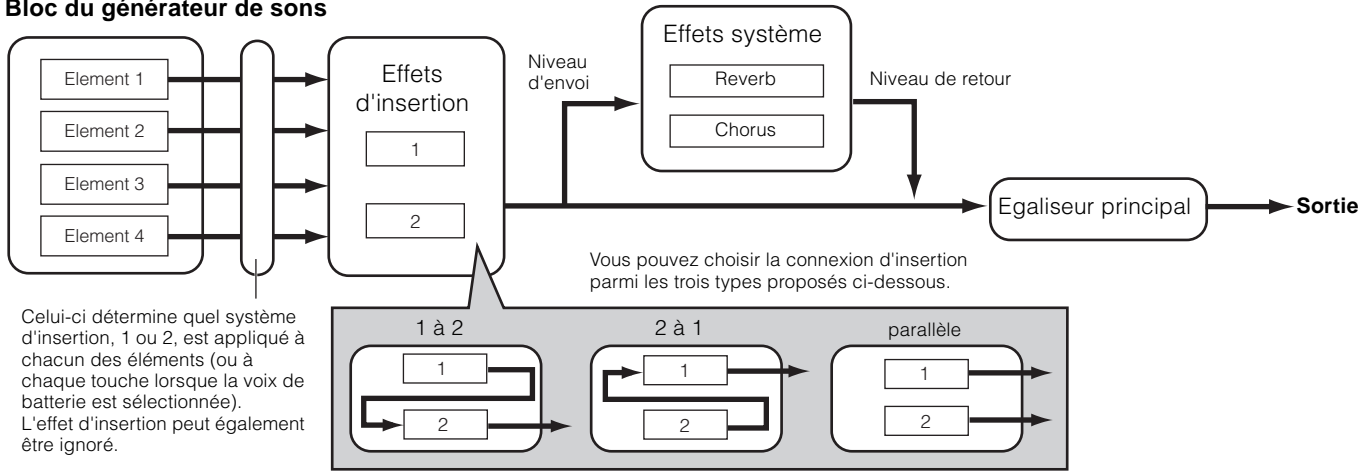 Bloc du générateur de sons
Element 1
Element 2
Element 3
Element 4
Effets
d'insertion
1
2
Niveau
d'envoi
Effets système
Reverb
Chorus
Niveau de retour
Egaliseur principal
Sortie
Celui-ci détermine quel système
d'insertion, 1 ou 2, est appliqué à
chacun des éléments (ou à
chaque touche lorsque la voix de
batterie est sélectionnée).
L'effet d'insertion peut également
être ignoré.
Vous pouvez choisir la connexion d'insertion
parmi les trois types proposés ci-dessous.
1 à 2
1
2
2 à 1
1
2
parallèle
1
2